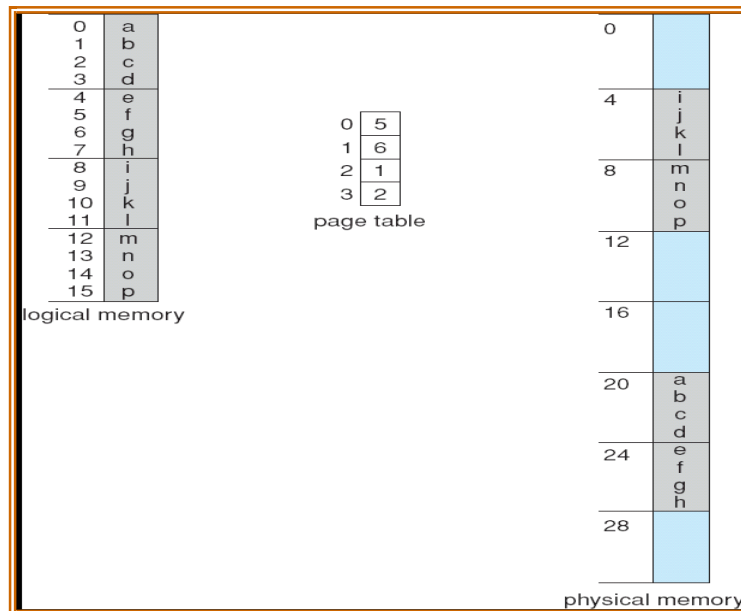 0 a
1 b
2 c
3 d
4 e
5 f
6 g
7 h
8 i
9 j
10 k
11 l
12 m
13 n
14 o
15 p
logical memory
0 5
1 6
2 1
3 2
page table
0
4 i
j
k
l
8 m
n
o
p
12
16
20 a
b
c
d
24 e
f
g
h
28
physical memory